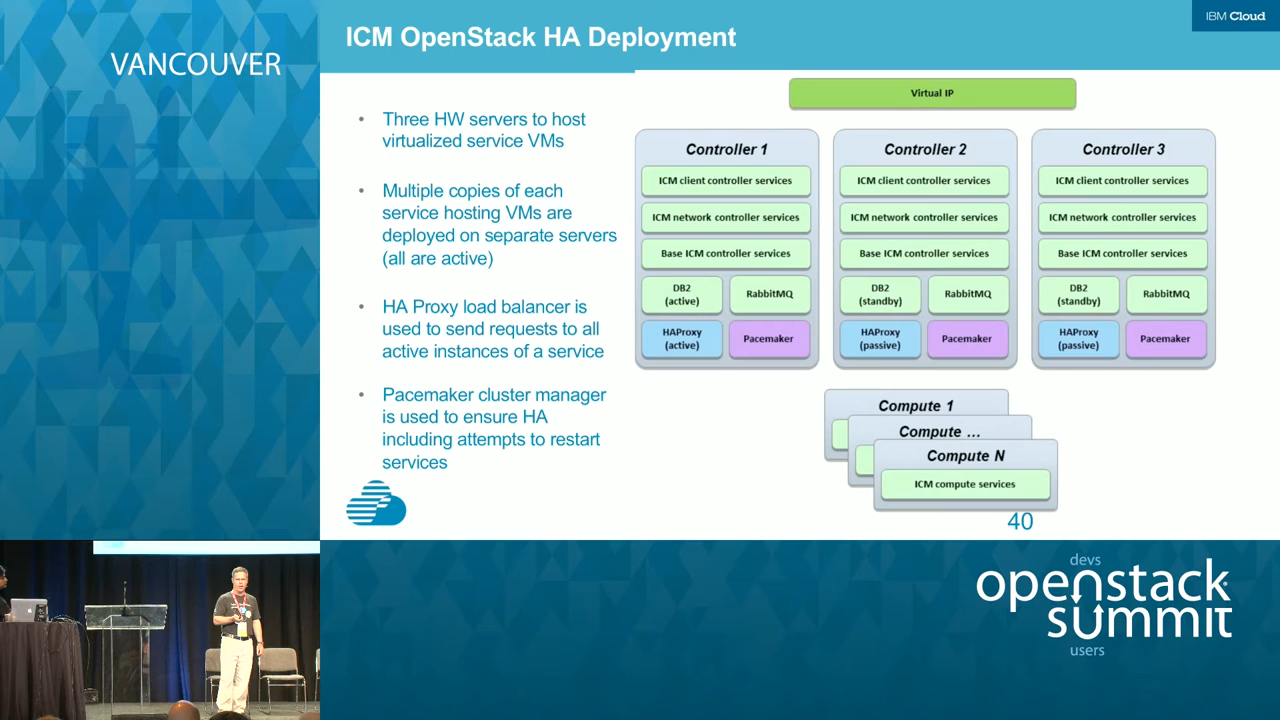 VANCOUVER
ICM OpenStack HA Deployment
IBM Cloud
• Three HW servers to host
virtualized service VMs
• Multiple copies of each
service hosting VMs are
deployed on separate servers
(all are active)
• HA Proxy load balancer is
used to send requests to all
active instances of a service
• Pacemaker cluster manager
is used to ensure HA
including attempts to restart
services
Virtual IP
Controller 1
ICM client controller services
ICM network controller services
Base ICM controller services
DB2
(active)
RabbitMQ
HAProxy
(active)
Pacemaker
Controller 2
ICM client controller services
ICM network controller services
Base ICM controller services
DB2
(standby)
RabbitMQ
HAProxy
(passive)
Pacemaker
Controller 3
ICM client controller services
ICM network controller services
Base ICM controller services
DB2
(standby)
RabbitMQ
HAProxy
(passive)
Pacemaker
Compute 1
Compute ...
Compute N
ICM compute services
40
devs
openstack
summit
users